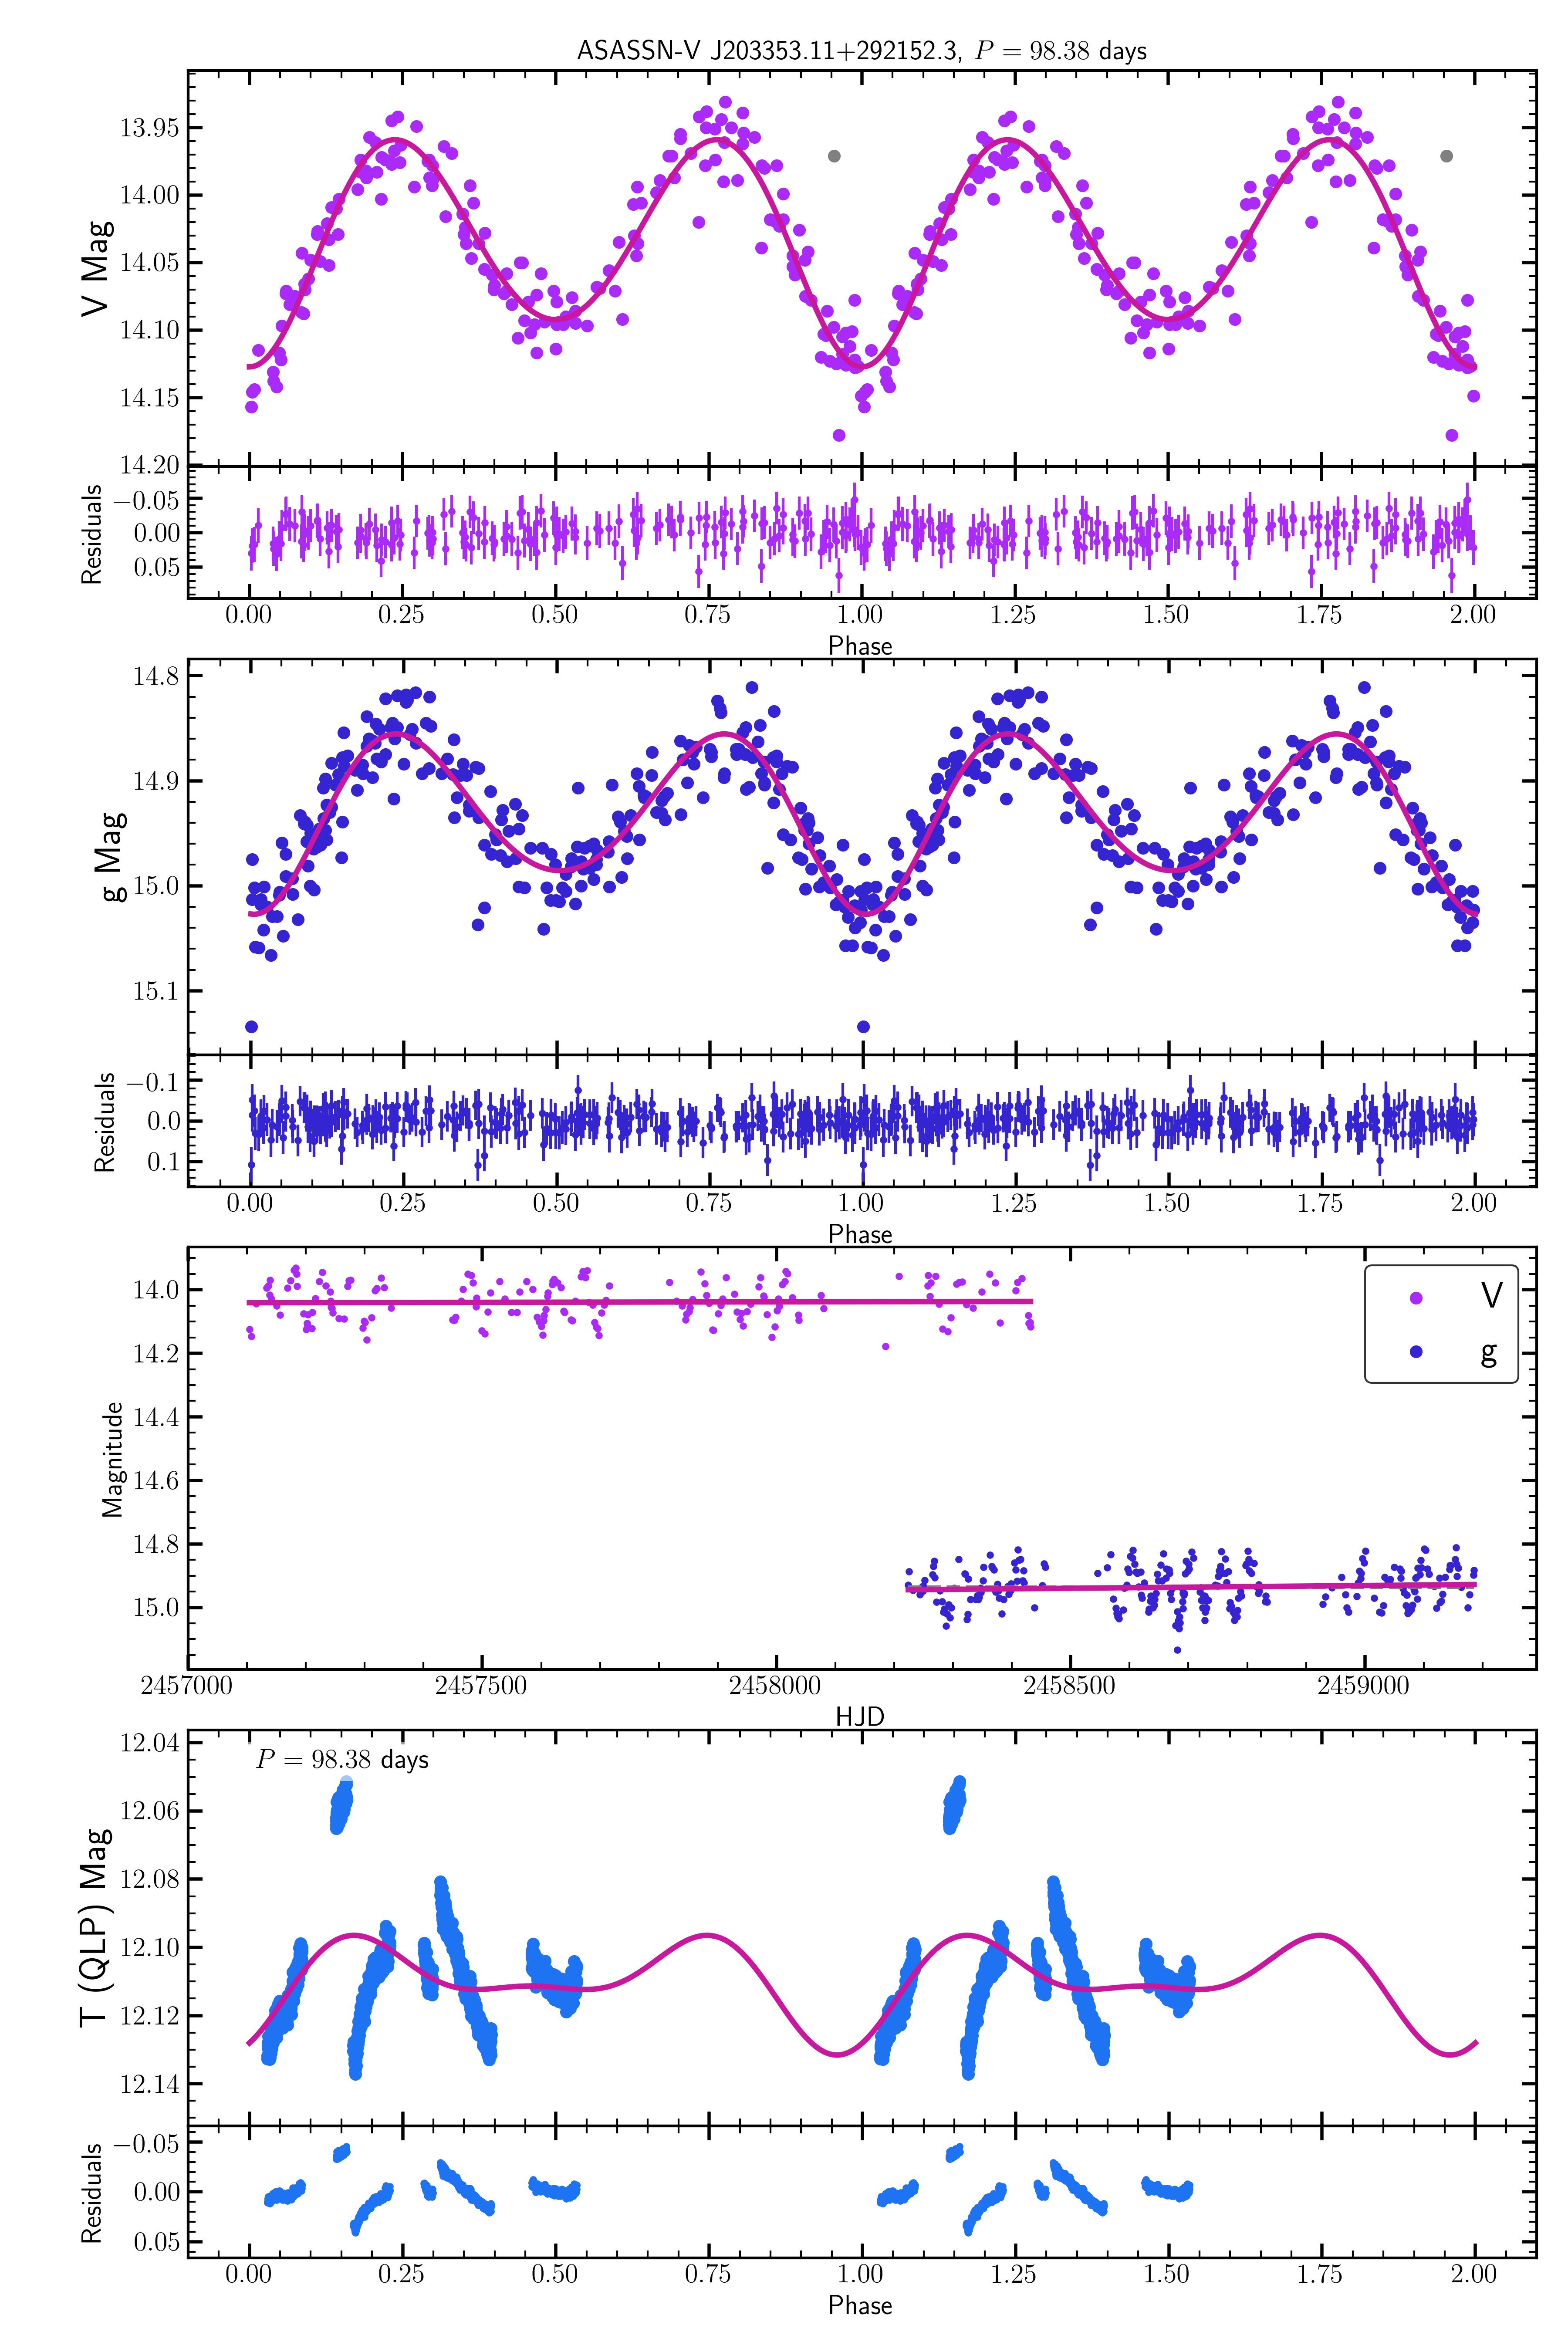 ASASSN-V J203353.11+292152.3, P = 98.38 days
13.95
14.00
14.05
14.10
14.15
14.20
V Mag
−0.05
0.00
0.05
Residuals
0.00 0.25 0.50 0.75 1.00 1.25 1.50 1.75 2.00
Phase
14.8
14.9
15.0
15.1
g Mag
−0.1
0.0
0.1
Residuals
0.00 0.25 0.50 0.75 1.00 1.25 1.50 1.75 2.00
Phase
14.0
14.2
14.4
14.6
14.8
15.0
Magnitude
V
g
2457000 2457500 2458000 2458500 2459000
HJD
P = 98.38 days
12.04
12.06
12.08
12.10
12.12
12.14
T (QLP) Mag
−0.05
0.00
0.05
Residuals
0.00 0.25 0.50 0.75 1.00 1.25 1.50 1.75 2.00
Phase